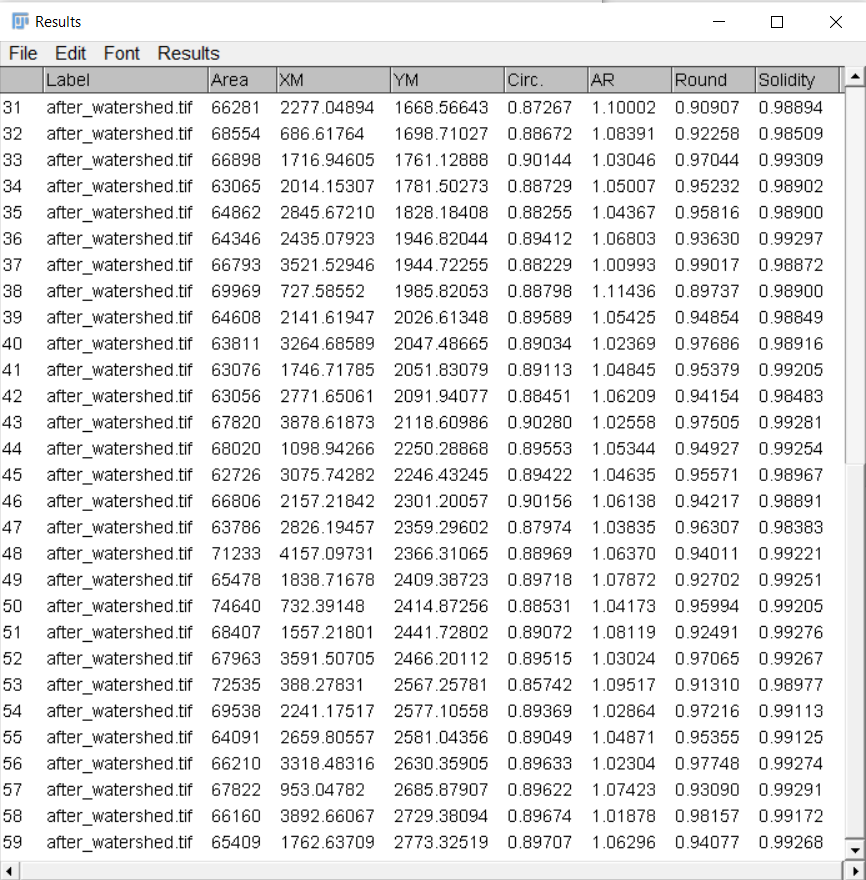 Results
File Edit Font Results
Label Area XM YM Circ. AR Round Solidity
31 after_watershed.tif 66281 2277.04894 1668.56643 0.87267 1.10002 0.90907 0.98894
32 after_watershed.tif 68554 686.61764 1698.71027 0.88672 1.08391 0.92258 0.98509
33 after_watershed.tif 66898 1716.94605 1761.12888 0.90144 1.03046 0.97044 0.99309
34 after_watershed.tif 63065 2014.15307 1781.50273 0.88729 1.05007 0.95232 0.98902
35 after_watershed.tif 64862 2845.67210 1828.18408 0.88255 1.04367 0.95816 0.98900
36 after_watershed.tif 64346 2435.07923 1946.82044 0.89412 1.06803 0.93630 0.99297
37 after_watershed.tif 66793 3521.52946 1944.72255 0.88229 1.00993 0.99017 0.98872
38 after_watershed.tif 69969 727.58552 1985.82053 0.88798 1.11436 0.89737 0.98900
39 after_watershed.tif 64608 2141.61947 2026.61348 0.89589 1.05425 0.94854 0.98849
40 after_watershed.tif 63811 3264.68589 2047.48665 0.89034 1.02369 0.97686 0.98916
41 after_watershed.tif 63076 1746.71785 2051.83079 0.89113 1.04845 0.95379 0.99205
42 after_watershed.tif 63056 2771.65061 2091.94077 0.88451 1.06209 0.94154 0.98483
43 after_watershed.tif 67820 3878.61873 2118.60986 0.90280 1.02558 0.97505 0.99281
44 after_watershed.tif 68020 1098.94266 2250.28868 0.89553 1.05344 0.94927 0.99254
45 after_watershed.tif 62726 3075.74282 2246.43245 0.89422 1.04635 0.95571 0.98967
46 after_watershed.tif 66806 2157.21842 2301.20057 0.90156 1.06138 0.94217 0.98891
47 after_watershed.tif 63786 2826.19457 2359.29602 0.87974 1.03835 0.96307 0.98383
48 after_watershed.tif 71233 4157.09731 2366.31065 0.88969 1.06370 0.94011 0.99221
49 after_watershed.tif 65478 1838.71678 2409.38723 0.89718 1.07872 0.92702 0.99251
50 after_watershed.tif 74640 732.39148 2414.87256 0.88531 1.04173 0.95994 0.99205
51 after_watershed.tif 68407 1557.21801 2441.72802 0.89072 1.08119 0.92491 0.99276
52 after_watershed.tif 67963 3591.50705 2466.20112 0.89515 1.03024 0.97065 0.99267
53 after_watershed.tif 72535 388.27831 2567.25781 0.85742 1.09517 0.91310 0.98977
54 after_watershed.tif 69538 2241.17517 2577.10558 0.89369 1.02864 0.97216 0.99113
55 after_watershed.tif 64091 2659.80557 2581.04356 0.89049 1.04871 0.95355 0.99125
56 after_watershed.tif 66210 3318.48316 2630.35905 0.89633 1.02304 0.97748 0.99274
57 after_watershed.tif 67822 953.04782 2685.87907 0.89622 1.07423 0.93090 0.99291
58 after_watershed.tif 66160 3892.66067 2729.38094 0.89674 1.01878 0.98157 0.99172
59 after_watershed.tif 65409 1762.63709 2773.32519 0.89707 1.06296 0.94077 0.99268